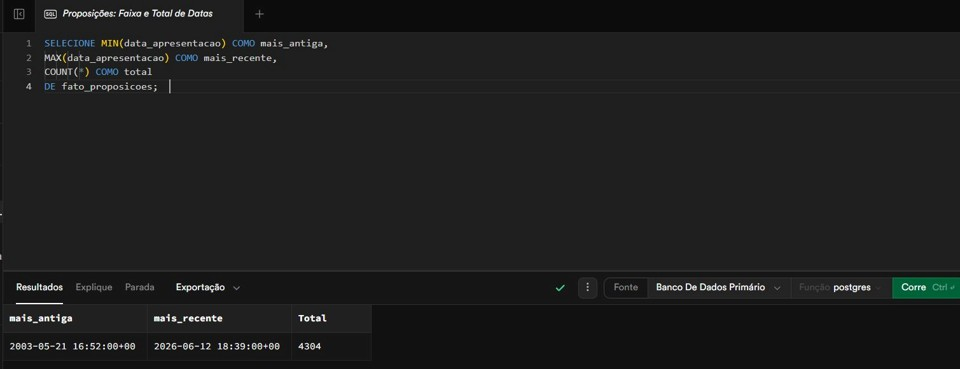 SQL Proposições: Faixa e Total de Datas
1 SELECIONE MIN(data_apresentacao) COMO mais_antiga,
2 MAX(data_apresentacao) COMO mais_recente,
3 COUNT(*) COMO total
4 DE fato_proposicoes;
Resultados Explique Parada Exportação Fonte Banco De Dados Primário Função postgres Corre Ctrl ↵
mais_antiga mais_recente Total
2003-05-21 16:52:00+00 2026-06-12 18:39:00+00 4304